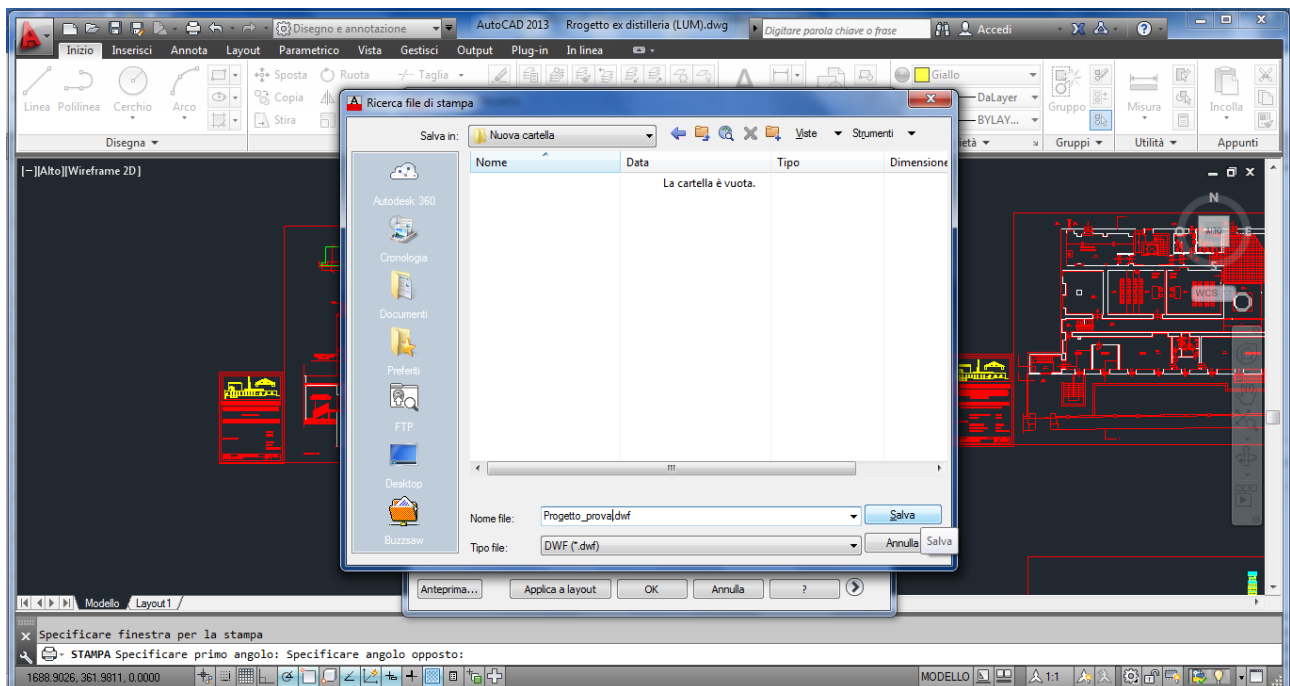 Disegno e annotazione
AutoCAD 2013 Rrogetto ex distilleria (LUM).dwg
Digitare parola chiave o frase
Accedi
Inizio Inserisci Annota Layout Parametrico Vista Gestisci Output Plug-in In linea
Linea Polilinea Cerchio Arco
Sposta Ruota Taglia
Copia
Stira
Disegna
Giallo
DaLayer
BYLAY...
ietà
Gruppo
Gruppi
Misura
Utilità
Incolla
Appunti
[−][Alto][Wireframe 2D]
Ricerca file di stampa
Salva in: Nuova cartella Viste Strumenti
Nome Data Tipo Dimensione
La cartella è vuota.
Autodesk 360
Cronologia
Documenti
Preferiti
FTP
Desktop
Buzzsaw
Nome file: Progetto_prova.dwf Salva
Tipo file: DWF (*.dwf) Annulla Salva
N
O ALTO E
S
WCS
Anteprima... Applica a layout OK Annulla ?
Modello Layout1
Specificare finestra per la stampa
STAMPA Specificare primo angolo: Specificare angolo opposto:
1688.9026, 361.9811, 0.0000 MODELLO 1:1